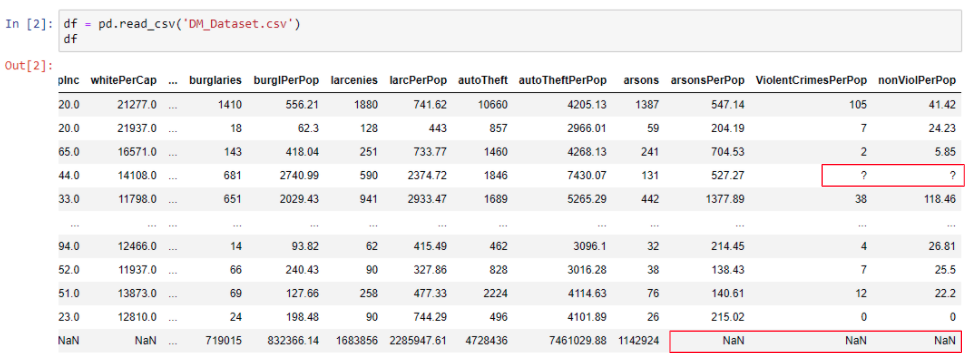 In [2]: df = pd.read_csv('DM_Dataset.csv')
df
Out[2]:
pInc whitePerCap ... burglaries burglPerPop larcenies larcPerPop autoTheft autoTheftPerPop arsons arsonsPerPop ViolentCrimesPerPop nonViolPerPop
20.0 21277.0 ... 1410 556.21 1880 741.62 10660 4205.13 1387 547.14 105 41.42
20.0 21937.0 ... 18 62.3 128 443 857 2966.01 59 204.19 7 24.23
65.0 16571.0 ... 143 418.04 251 733.77 1460 4268.13 241 704.53 2 5.85
44.0 14108.0 ... 681 2740.99 590 2374.72 1846 7430.07 131 527.27 ? ?
33.0 11798.0 ... 651 2029.43 941 2933.47 1689 5265.29 442 1377.89 38 118.46
... ... ... ... ... ... ... ... ... ... ... ... ...
94.0 12466.0 ... 14 93.82 62 415.49 462 3096.1 32 214.45 4 26.81
52.0 11937.0 ... 66 240.43 90 327.86 828 3016.28 38 138.43 7 25.5
51.0 13873.0 ... 69 127.66 258 477.33 2224 4114.63 76 140.61 12 22.2
23.0 12810.0 ... 24 198.48 90 744.29 496 4101.89 26 215.02 0 0
NaN NaN ... 719015 832366.14 1683856 2285947.61 4728436 7461029.88 1142924 NaN NaN NaN